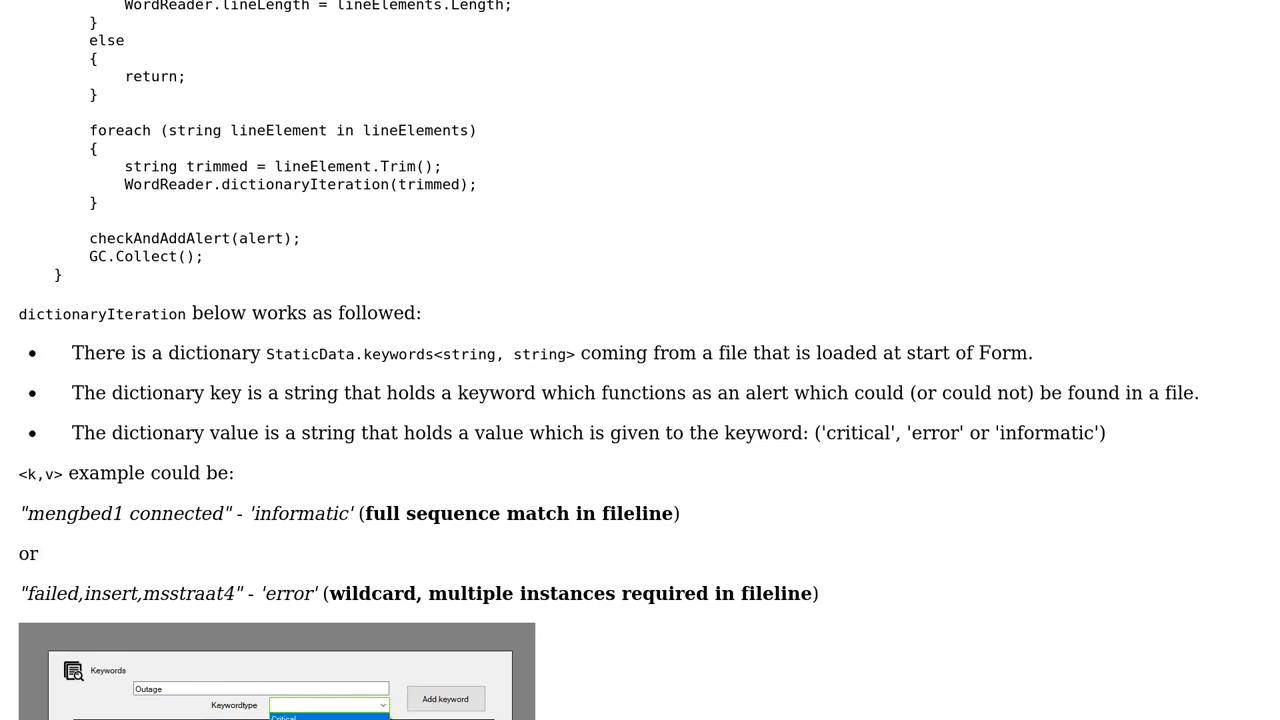 WordReader.lineLength = lineElements.Length;
}
else
{
return;
}
foreach (string lineElement in lineElements)
{
string trimmed = lineElement.Trim();
WordReader.dictionaryIteration(trimmed);
}
checkAndAddAlert(alert);
GC.Collect();
}
dictionaryIteration below works as followed:
• There is a dictionary StaticData.keywords<string, string> coming from a file that is loaded at start of Form.
• The dictionary key is a string that holds a keyword which functions as an alert which could (or could not) be found in a file.
• The dictionary value is a string that holds a value which is given to the keyword: ('critical', 'error' or 'informatic')
<k,v> example could be:
"mengbed1 connected" - 'informatic' (full sequence match in fileline)
or
"failed,insert,msstraat4" - 'error' (wildcard, multiple instances required in fileline)
Keywords
Outage
Add keyword
Keywordtype
Critical